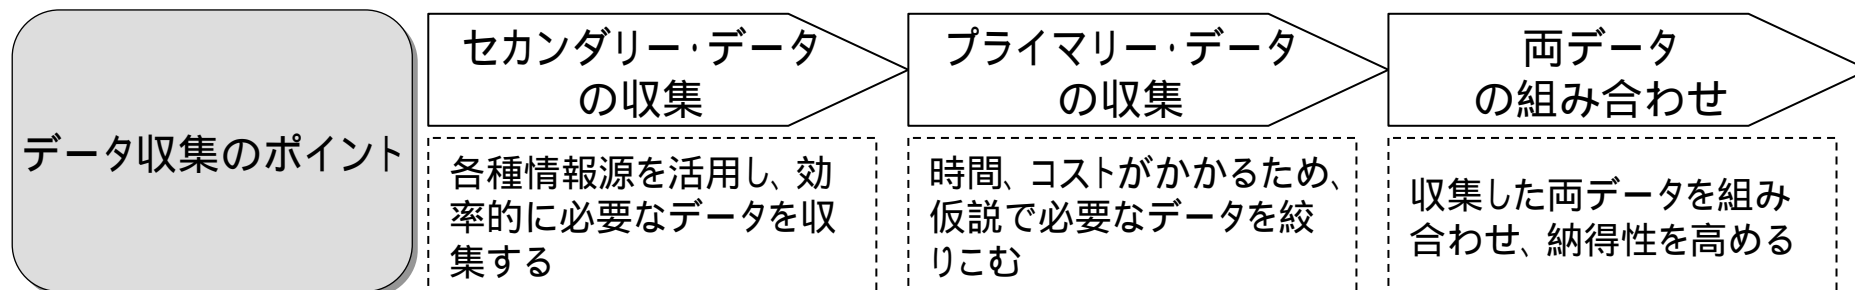 データ収集のポイント
セカンダリー・データ
の収集
各種情報源を活用し、効
率的に必要なデータを収
集する
プライマリー・データ
の収集
時間、コストがかかるため、
仮説で必要なデータを絞
りこむ
両データ
の組み合わせ
収集した両データを組み
合わせ、納得性を高める